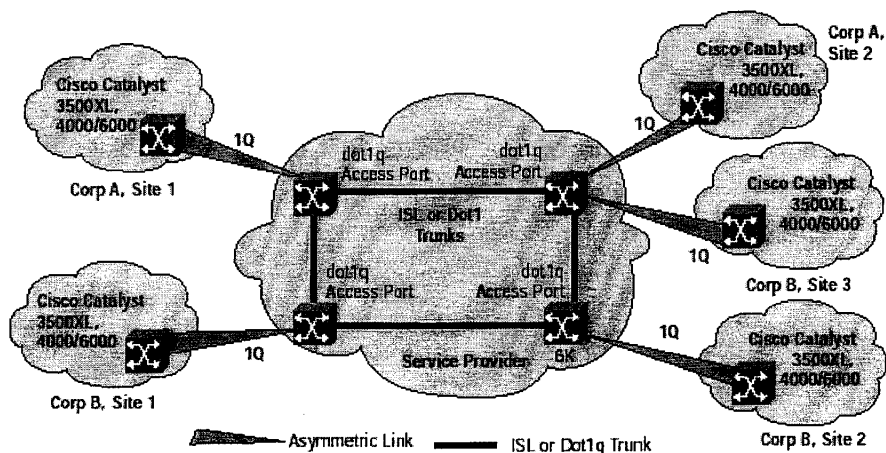 Cisco Catalyst
3500XL,
4000/6000
1Q
Corp A, Site 1
Corp A,
Site 2
Cisco Catalyst
3500XL,
4000/6000
1Q
dot1q
Access Port
dot1q
Access Port
ISL or Dot1
Trunks
Cisco Catalyst
3500XL,
4000/6000
1Q
Corp B, Site 3
dot1q
Access Port
dot1q
Access Port
Cisco Catalyst
3500XL,
4000/6000
1Q
Corp B, Site 1
Service Provider
6K
1Q
Cisco Catalyst
3500XL,
4000/6000
Corp B, Site 2
Asymmetric Link
ISL or Dot1q Trunk